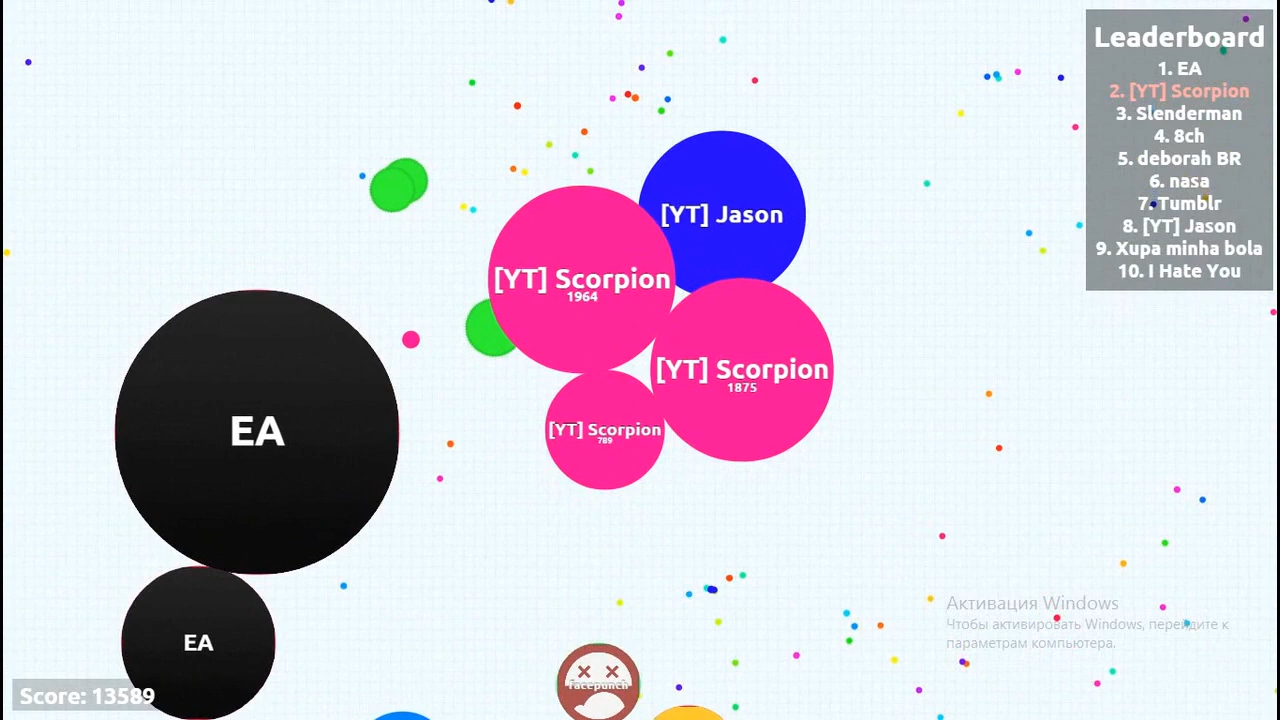 Leaderboard
1. EA
2. [YT] Scorpion
3. Slenderman
4. 8ch
5. deborah BR
6. nasa
7. Tumblr
8. [YT] Jason
9. Xupa minha bola
10. I Hate You
[YT] Jason
[YT] Scorpion
1964
[YT] Scorpion
1875
[YT] Scorpion
789
EA
EA
facepunch
Активация Windows
Чтобы активировать Windows, перейдите к
параметрам компьютера.
Score: 13589